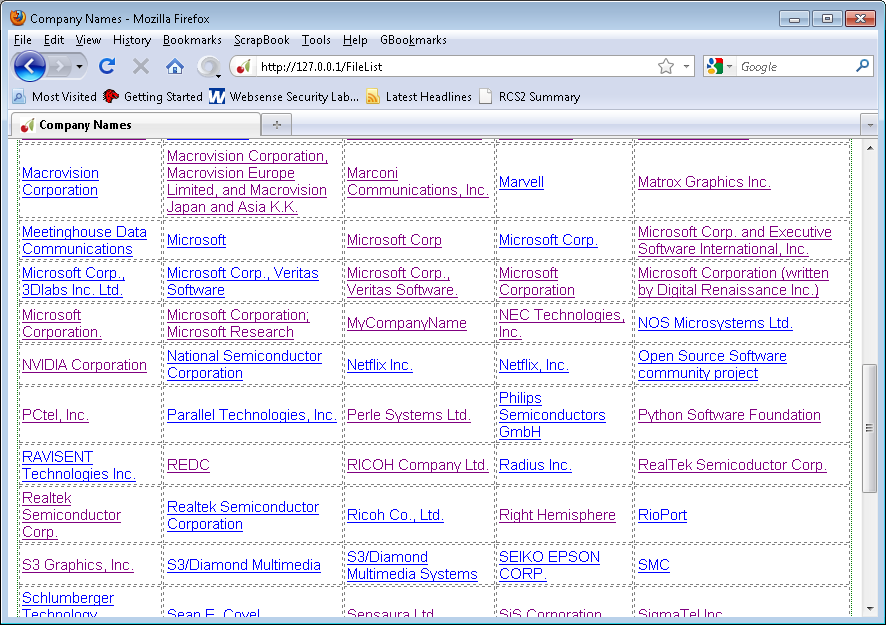 Company Names - Mozilla Firefox
File Edit View History Bookmarks ScrapBook Tools Help GBookmarks
http://127.0.0.1/FileList
Google
Most Visited Getting Started Websense Security Lab... Latest Headlines RCS2 Summary
Company Names
Macrovision
Corporation
Macrovision Corporation,
Macrovision Europe
Limited, and Macrovision
Japan and Asia K.K.
Marconi
Communications, Inc.
Marvell
Matrox Graphics Inc.
Meetinghouse Data
Communications
Microsoft
Microsoft Corp
Microsoft Corp.
Microsoft Corp. and Executive
Software International, Inc.
Microsoft Corp.,
3Dlabs Inc. Ltd.
Microsoft Corp., Veritas
Software
Microsoft Corp.,
Veritas Software.
Microsoft
Corporation
Microsoft Corporation (written
by Digital Renaissance Inc.)
Microsoft
Corporation.
Microsoft Corporation;
Microsoft Research
MyCompanyName
NEC Technologies,
Inc.
NOS Microsystems Ltd.
NVIDIA Corporation
National Semiconductor
Corporation
Netflix Inc.
Netflix, Inc.
Open Source Software
community project
PCtel, Inc.
Parallel Technologies, Inc.
Perle Systems Ltd.
Philips
Semiconductors
GmbH
Python Software Foundation
RAVISENT
Technologies Inc.
REDC
RICOH Company Ltd.
Radius Inc.
RealTek Semicoductor Corp.
Realtek
Semiconductor
Corp.
Realtek Semiconductor
Corporation
Ricoh Co., Ltd.
Right Hemisphere
RioPort
S3 Graphics, Inc.
S3/Diamond Multimedia
S3/Diamond
Multimedia Systems
SEIKO EPSON
CORP.
SMC
Schlumberger
Technology
Sean E. Covel
Sensaura Ltd
SiS Corporation
SigmaTel Inc